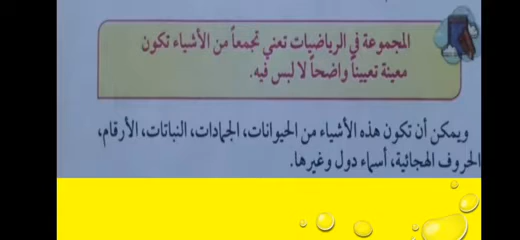 المجموعة في الرياضيات تعني تجمعاً من الأشياء تكون
معينة تعييناً واضحاً لا لبس فيه.
ويمكن أن تكون هذه الأشياء من الحيوانات، الجمادات، النباتات، الأرقام،
الحروف الهجائية، أسماء دول وغيرها.